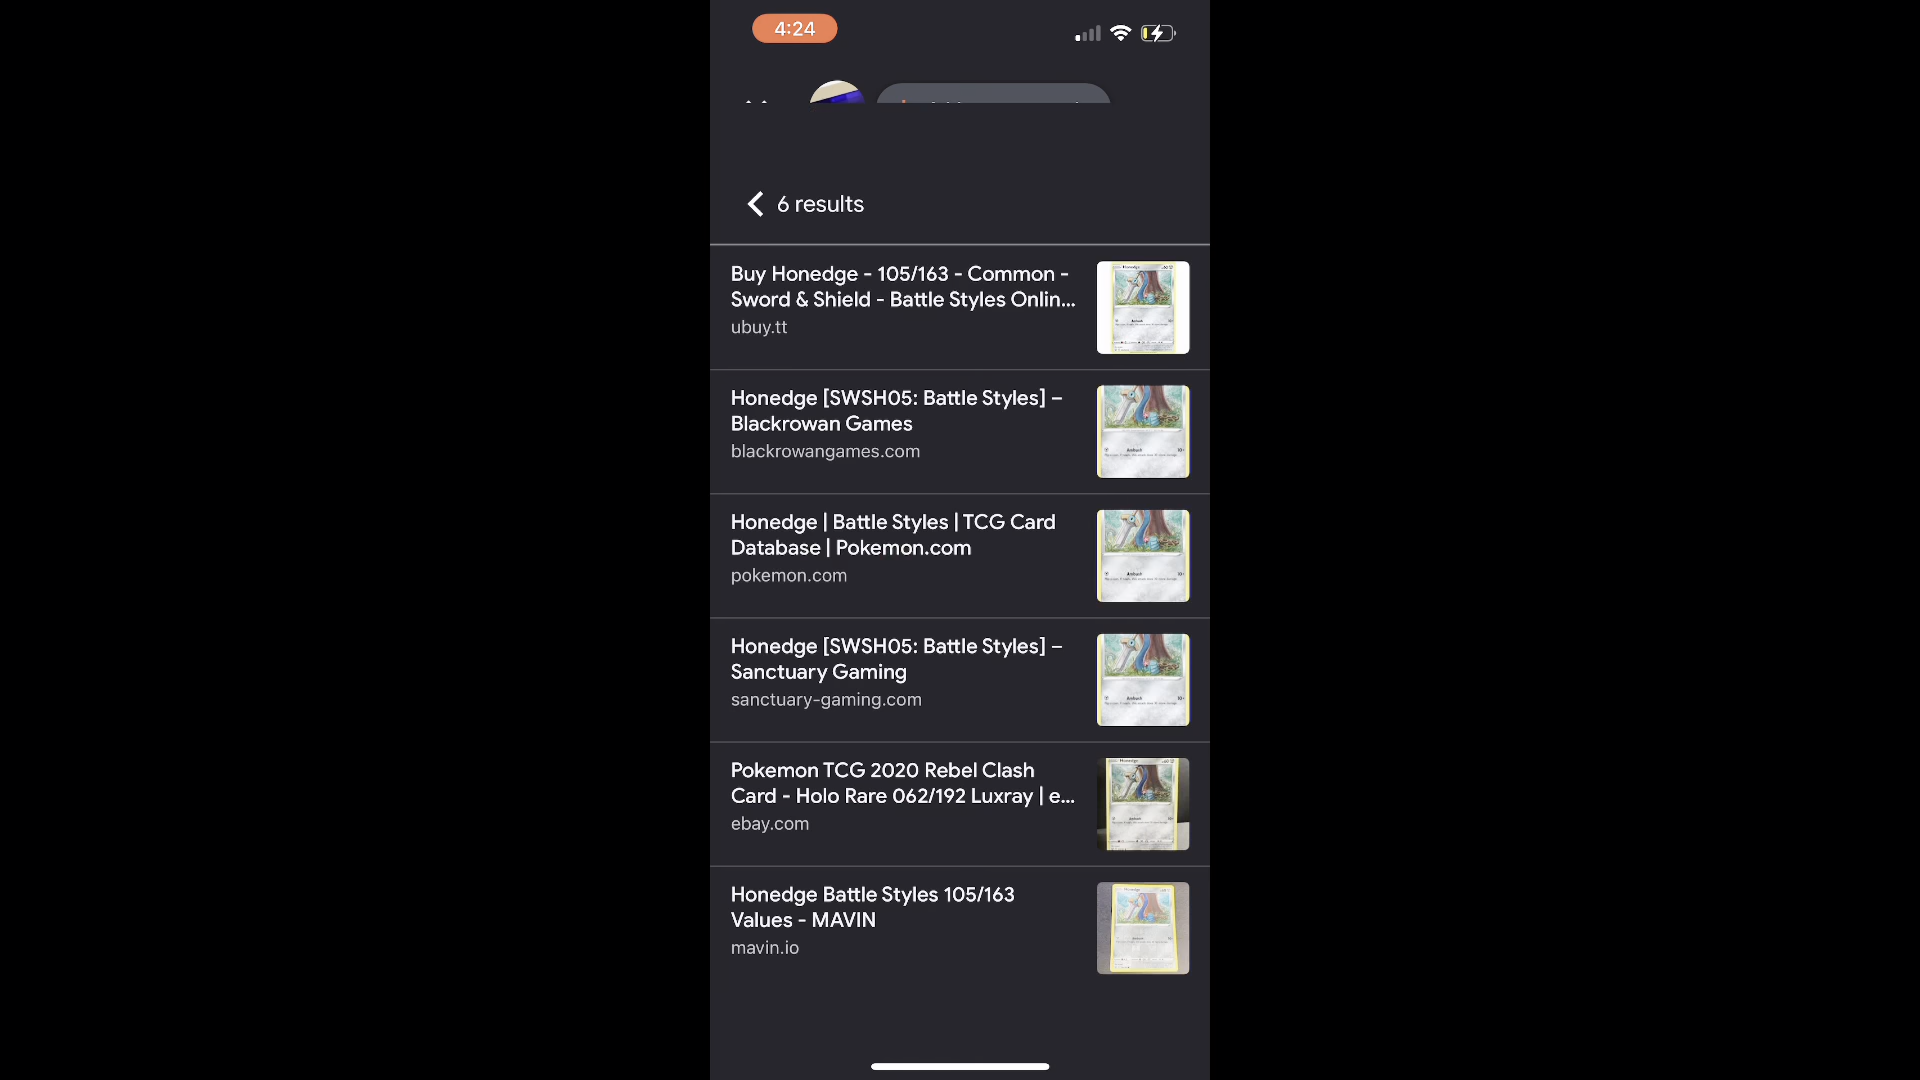 4:24
6 results
Buy Honedge - 105/163 - Common -
Sword & Shield - Battle Styles Onlin...
ubuy.tt
Honedge [SWSH05: Battle Styles] –
Blackrowan Games
blackrowangames.com
Honedge | Battle Styles | TCG Card
Database | Pokemon.com
pokemon.com
Honedge [SWSH05: Battle Styles] –
Sanctuary Gaming
sanctuary-gaming.com
Pokemon TCG 2020 Rebel Clash
Card - Holo Rare 062/192 Luxray | e...
ebay.com
Honedge Battle Styles 105/163
Values - MAVIN
mavin.io